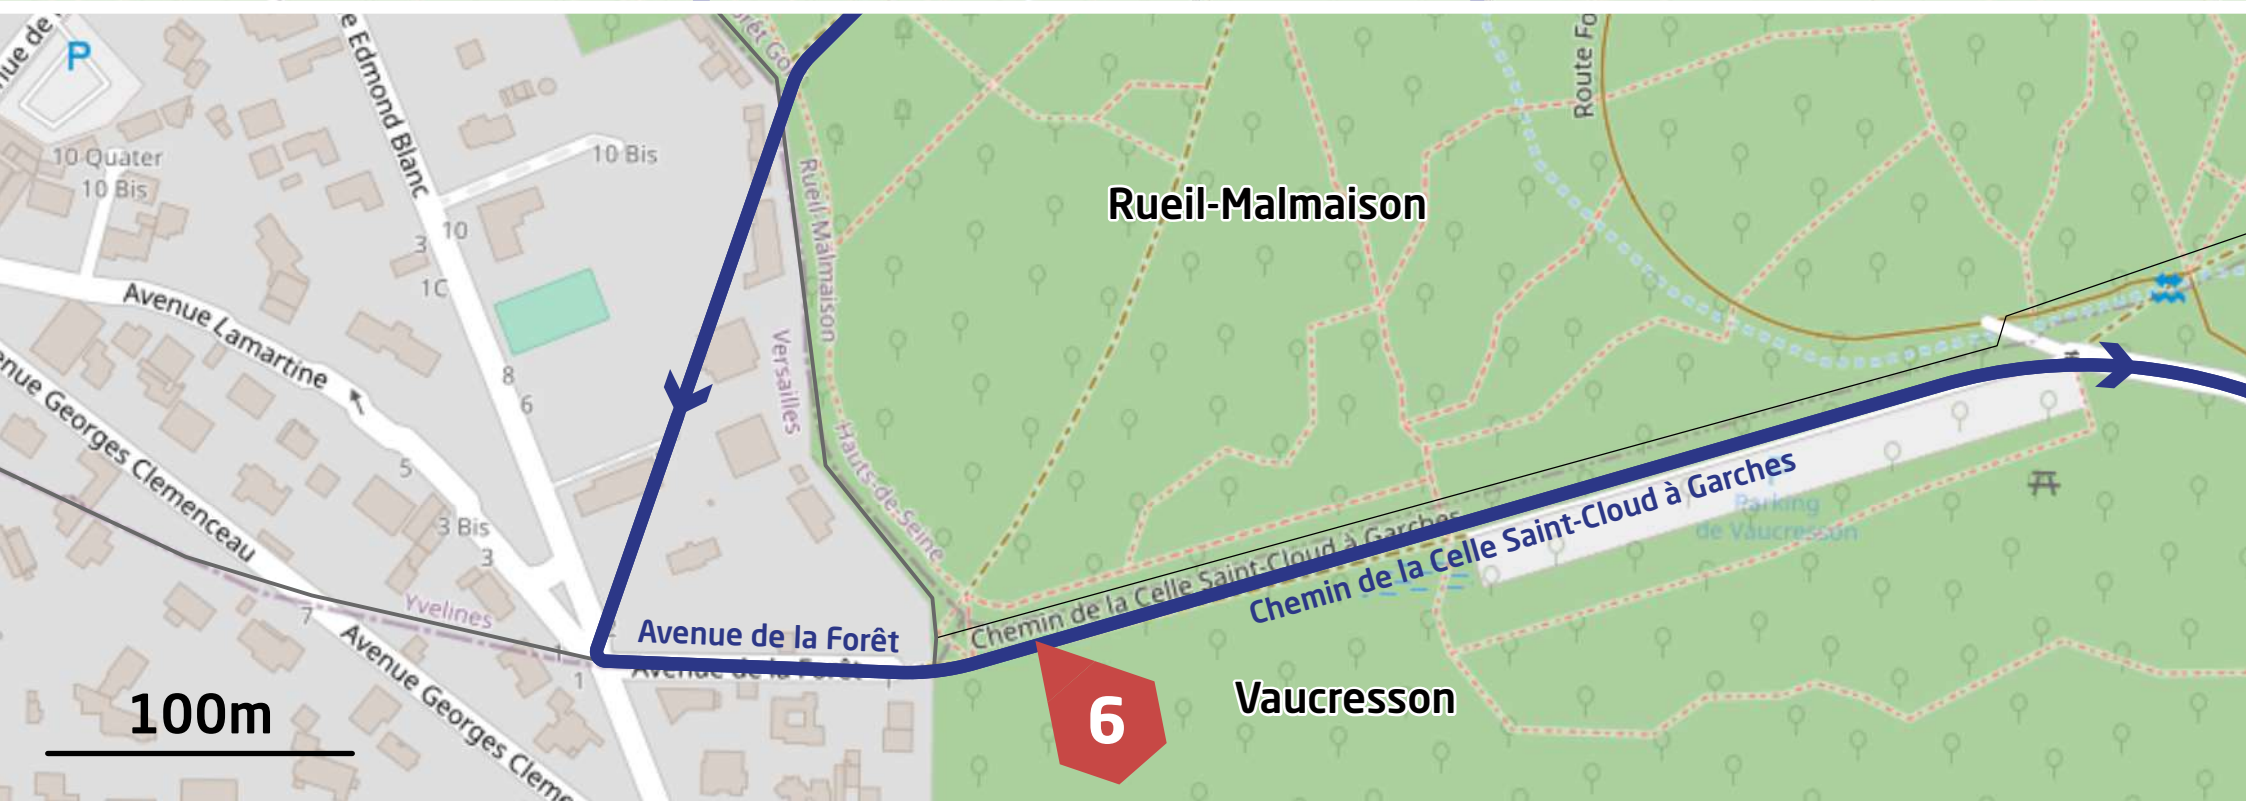 P
e Edmond Blanc
Route Fo
10 Quater
10 Bis
10 Bis
Rueil-Malmaison
Rueil-Malmaison
10
3
1C
Avenue Lamartine
Versailles
8
6
Hauts-de-Seine
enue Georges Clemenceau
5
3 Bis
3
Parking
de Vaucresson
Chemin de la Celle Saint-Cloud à Garches
Chemin de la Celle Saint-Cloud à Garches
Yvelines
7
1
Avenue de la Forêt
Avenue de la Forêt
1
Avenue Georges Cleme
100m
6
Vaucresson